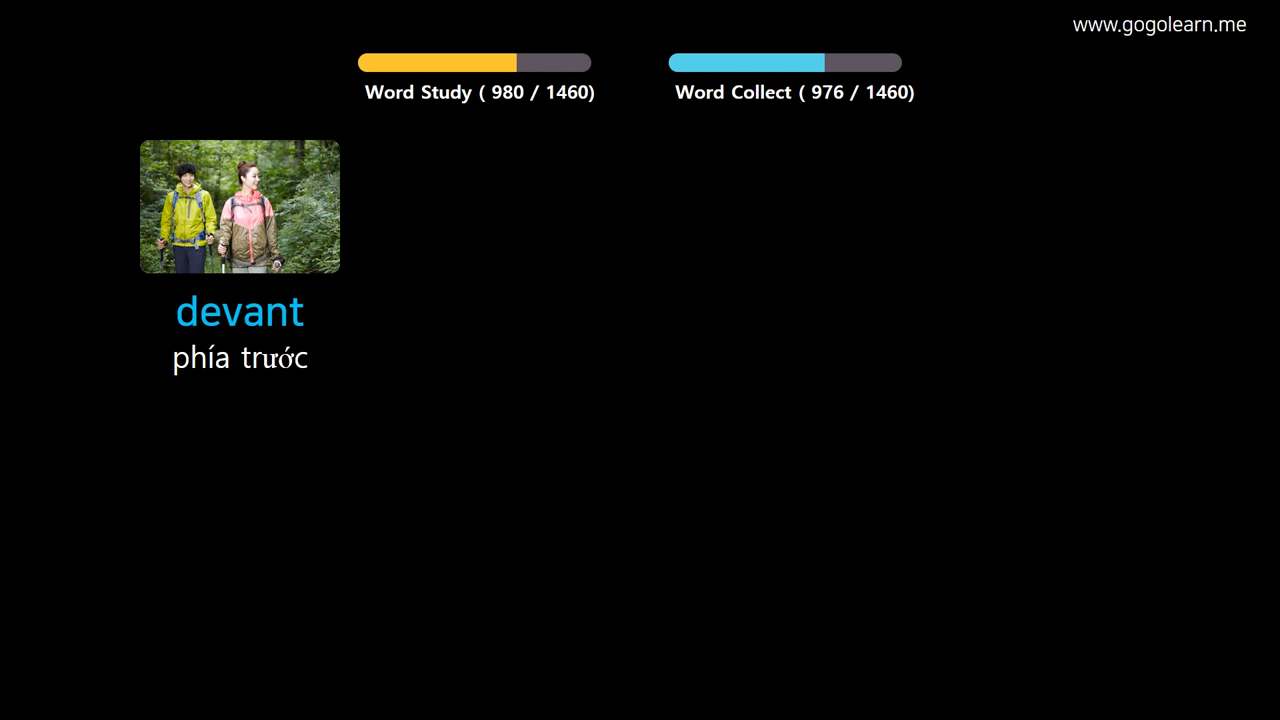 www.gogolearn.me
Word Study ( 980 / 1460)
Word Collect ( 976 / 1460)
devant
phía trước